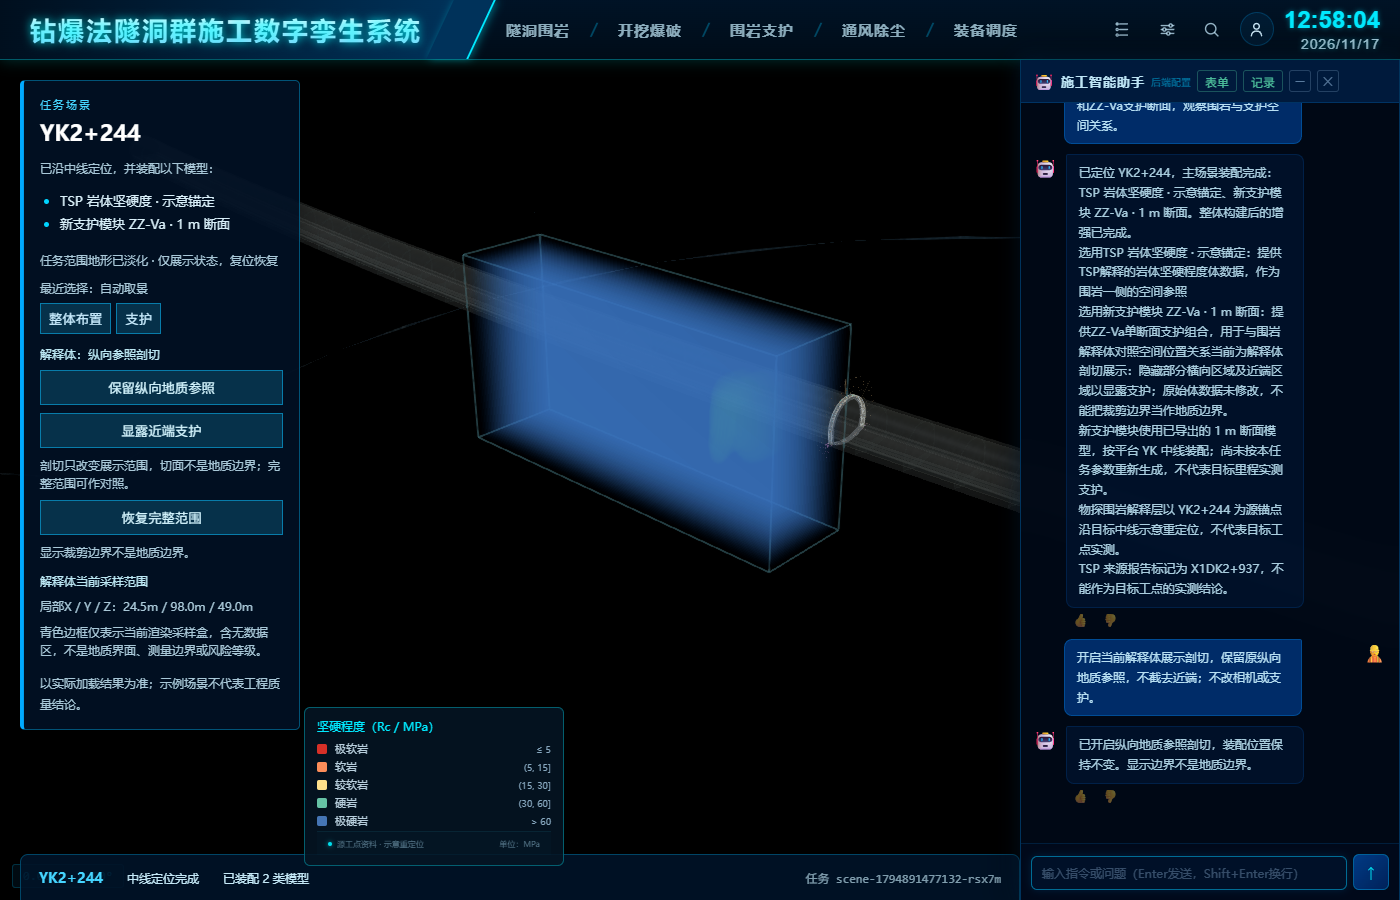 钻爆法隧洞群施工数字孪生系统
隧洞围岩 / 开挖爆破 / 围岩支护 / 通风除尘 / 装备调度
12:58:04
2026/11/17
任务场景
YK2+244
已沿中线定位，并装配以下模型：
TSP 岩体坚硬度 · 示意锚定
新支护模块 ZZ-Va · 1 m 断面
任务范围地形已淡化 · 仅展示状态，复位恢复
最近选择：自动取景
整体布置 支护
解释体：纵向参照剖切
保留纵向地质参照
显露近端支护
剖切只改变展示范围，切面不是地质边界；完
整范围可作对照。
恢复完整范围
显示裁剪边界不是地质边界。
解释体当前采样范围
局部X / Y / Z：24.5m / 98.0m / 49.0m
青色边框仅表示当前渲染采样盒，含无数据
区，不是地质界面、测量边界或风险等级。
以实际加载结果为准；示例场景不代表工程质
量结论。
坚硬程度（Rc / MPa）
极软岩 ≤ 5
软岩 (5, 15]
较软岩 (15, 30]
硬岩 (30, 60]
极硬岩 > 60
源工点资料 · 示意重定位 单位：MPa
YK2+244 中线定位完成 已装配 2 类模型
任务 scene-1794891477132-rsx7m
施工智能助手 后端配置 表单 记录
和ZZ-Va支护断面，观察围岩与支护空
间关系。
已定位 YK2+244，主场景装配完成：
TSP 岩体坚硬度 · 示意锚定、新支护模
块 ZZ-Va · 1 m 断面。整体构建后的增
强已完成。
选用TSP 岩体坚硬度 · 示意锚定：提供
TSP解释的岩体坚硬程度体数据，作为
围岩一侧的空间参照
选用新支护模块 ZZ-Va · 1 m 断面：提
供ZZ-Va单断面支护组合，用于与围岩
解释体对照空间位置关系当前为解释体
剖切展示：隐藏部分横向区域及近端区
域以显露支护；原始体数据未修改，不
能把裁剪边界当作地质边界。
新支护模块使用已导出的 1 m 断面模
型，按平台 YK 中线装配；尚未按本任
务参数重新生成，不代表目标里程实测
支护。
物探围岩解释层以 YK2+244 为源锚点
沿目标中线示意重定位，不代表目标工
点实测。
TSP 来源报告标记为 X1DK2+937，不
能作为目标工点的实测结论。
开启当前解释体展示剖切，保留原纵向
地质参照，不截去近端；不改相机或支
护。
已开启纵向地质参照剖切，装配位置保
持不变。显示边界不是地质边界。
输入指令或问题（Enter发送，Shift+Enter换行）